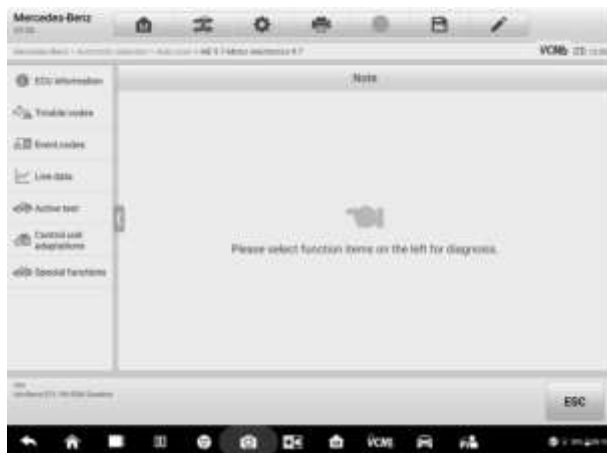 Mercedes-Benz
VCMI
ECU information
Note
Trouble codes
Event codes
Live data
Active test
Control unit
adaptations
Special functions
Please select function items on the left for diagnosis.
ESC
VCMI